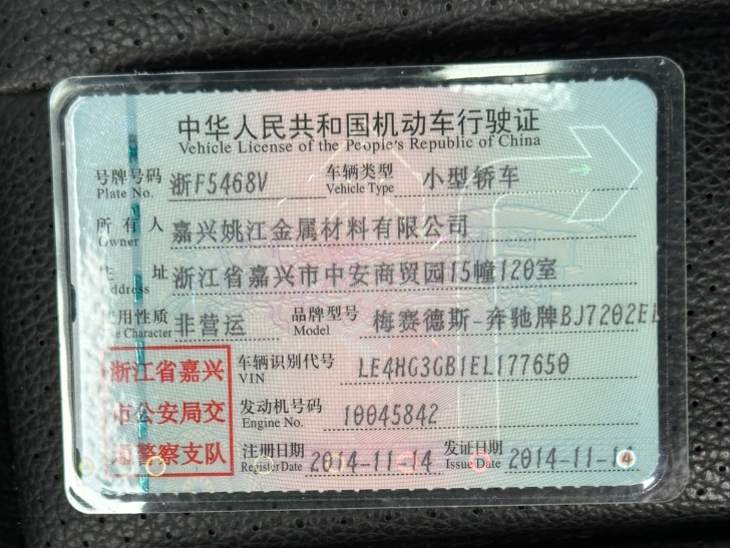 中华人民共和国机动车行驶证
Vehicle License of the People's Republic of China
号牌号码 浙F5468V 车辆类型 小型轿车
Plate No. Vehicle Type
所有人 嘉兴姚江金属材料有限公司
Owner
住址 浙江省嘉兴市中安商贸园15幢120室
Address
使用性质 非营运 品牌型号 梅赛德斯-奔驰牌BJ7202E
Use Character Model
浙江省嘉兴 车辆识别代号 LE4HG3GB1EL177650
VIN
市公安局交 发动机号码 10045842
Engine No.
通警察支队 注册日期 2014-11-14 发证日期 2014-11-14
Register Date Issue Date